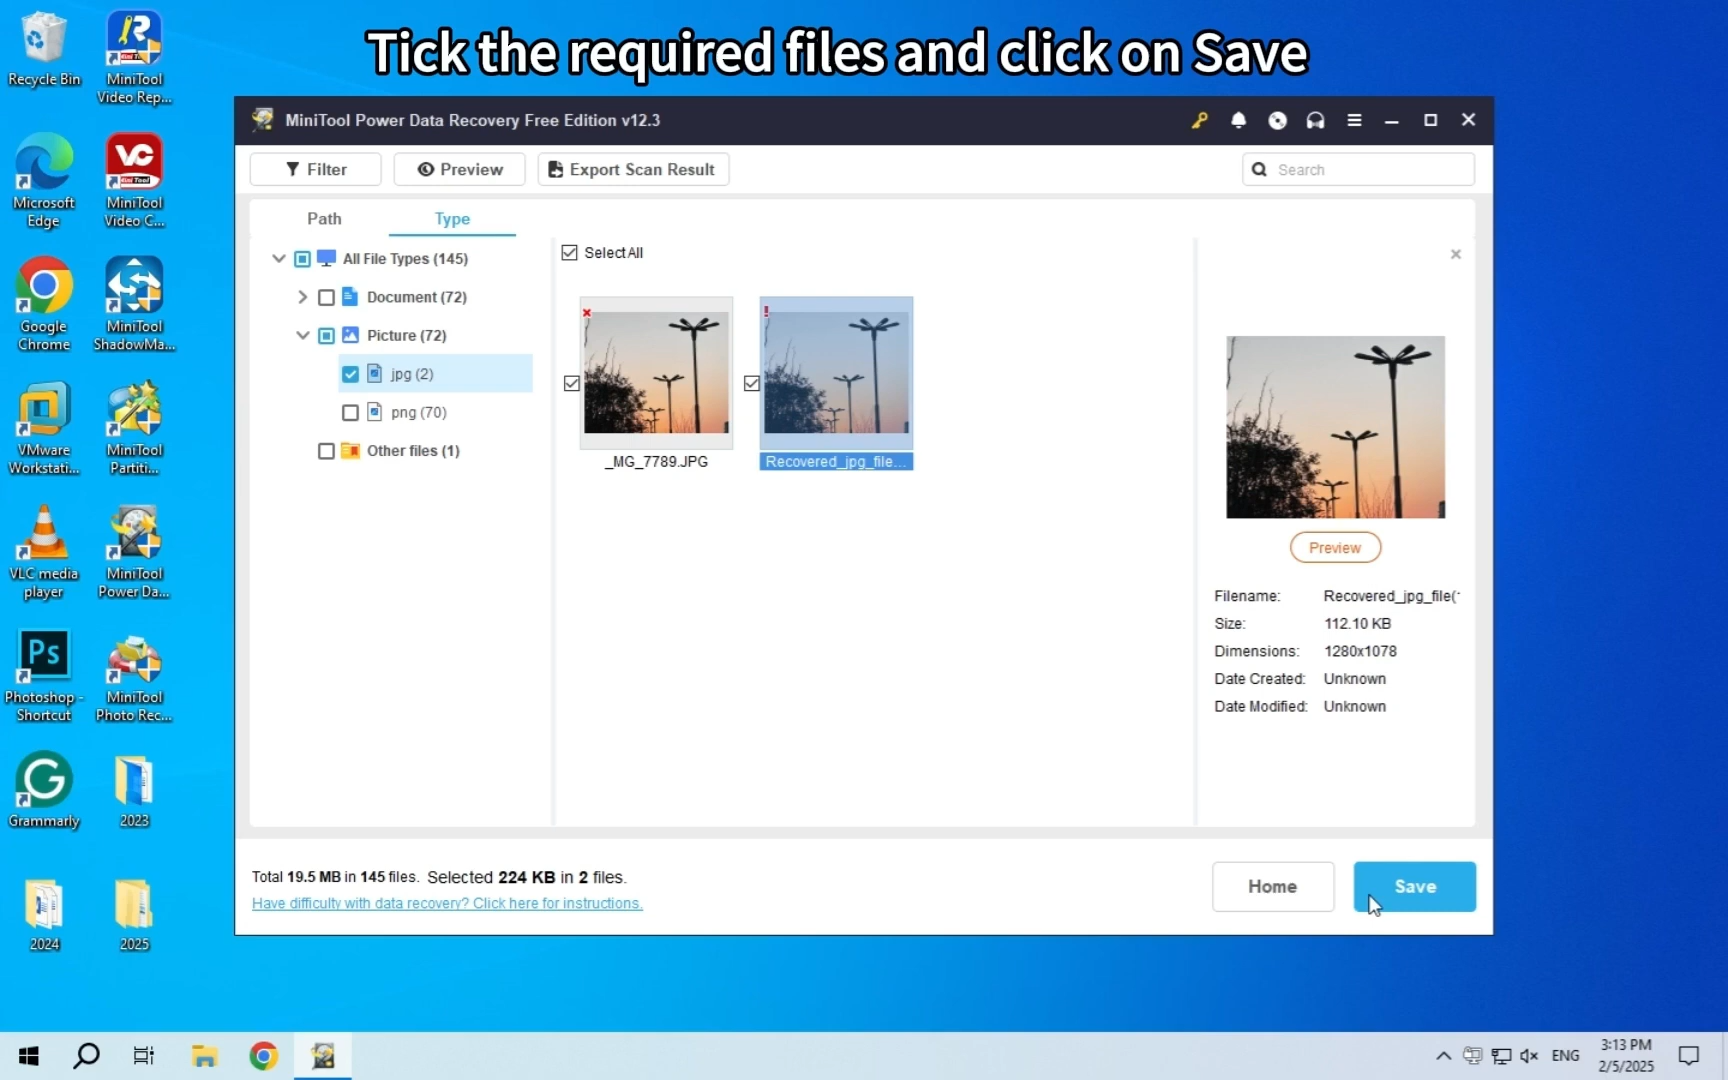 Tick the required files and click on Save
Recycle Bin
MiniTool
Video Rep...
Microsoft
Edge
MiniTool
Video C...
Google
Chrome
MiniTool
ShadowMa...
VMware
Workstati...
MiniTool
Partiti...
VLC media
player
MiniTool
Power Da...
Ps
Photoshop -
Shortcut
MiniTool
Photo Rec...
Grammarly
2023
2024
2025
MiniTool Power Data Recovery Free Edition v12.3
Filter
Preview
Export Scan Result
Search
Path
Type
All File Types (145)
Document (72)
Picture (72)
jpg (2)
png (70)
Other files (1)
Select All
_MG_7789.JPG
Recovered_jpg_file...
Preview
Filename: Recovered_jpg_file(
Size: 112.10 KB
Dimensions: 1280x1078
Date Created: Unknown
Date Modified: Unknown
Total 19.5 MB in 145 files. Selected 224 KB in 2 files.
Have difficulty with data recovery? Click here for instructions.
Home
Save
ENG
3:13 PM
2/5/2025